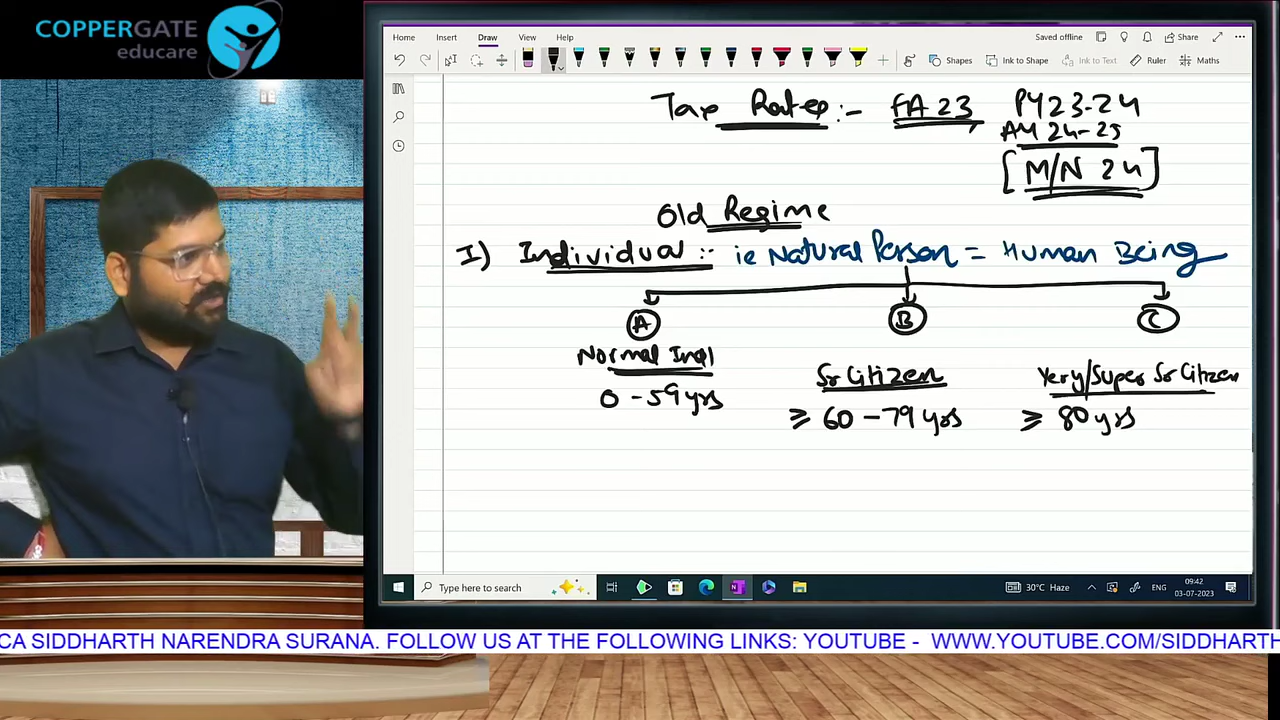 COPPERGATE
educare
Home Insert Draw View Help
Saved offline
Share
Shapes
Ink to Shape
Ink to Text
Ruler
Maths
Tax Rates :- FA 23 PY 23-24
AY 24-25
[M/N 24]
Old Regime
I) Individual :- ie Natural Person = Human Being
A B C
Normal Indl
0 - 59 yrs
Sr Citizen
≥ 60 - 79 yrs
Very/Super Sr Citizen
≥ 80 yrs
Type here to search
30°C Haze
ENG
09:42
03-07-2023
CA SIDDHARTH NARENDRA SURANA. FOLLOW US AT THE FOLLOWING LINKS: YOUTUBE - WWW.YOUTUBE.COM/SIDDHARTH